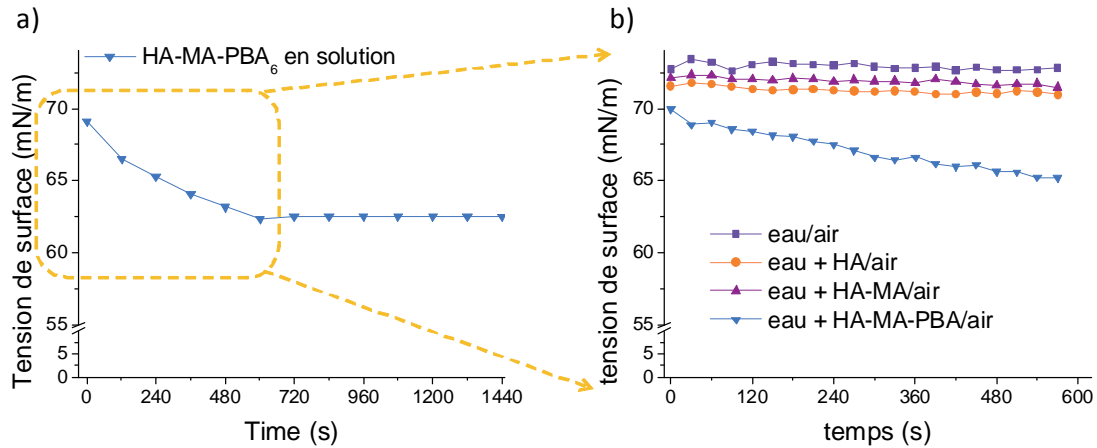 a)
HA-MA-PBA6 en solution
Tension de surface (mN/m)
70
65
60
55
5
0
0
240
480
720
960
1200
1440
Time (s)
b)
tension de surface (mN/m)
70
65
60
55
5
0
eau/air
eau + HA/air
eau + HA-MA/air
eau + HA-MA-PBA/air
0
120
240
360
480
600
temps (s)